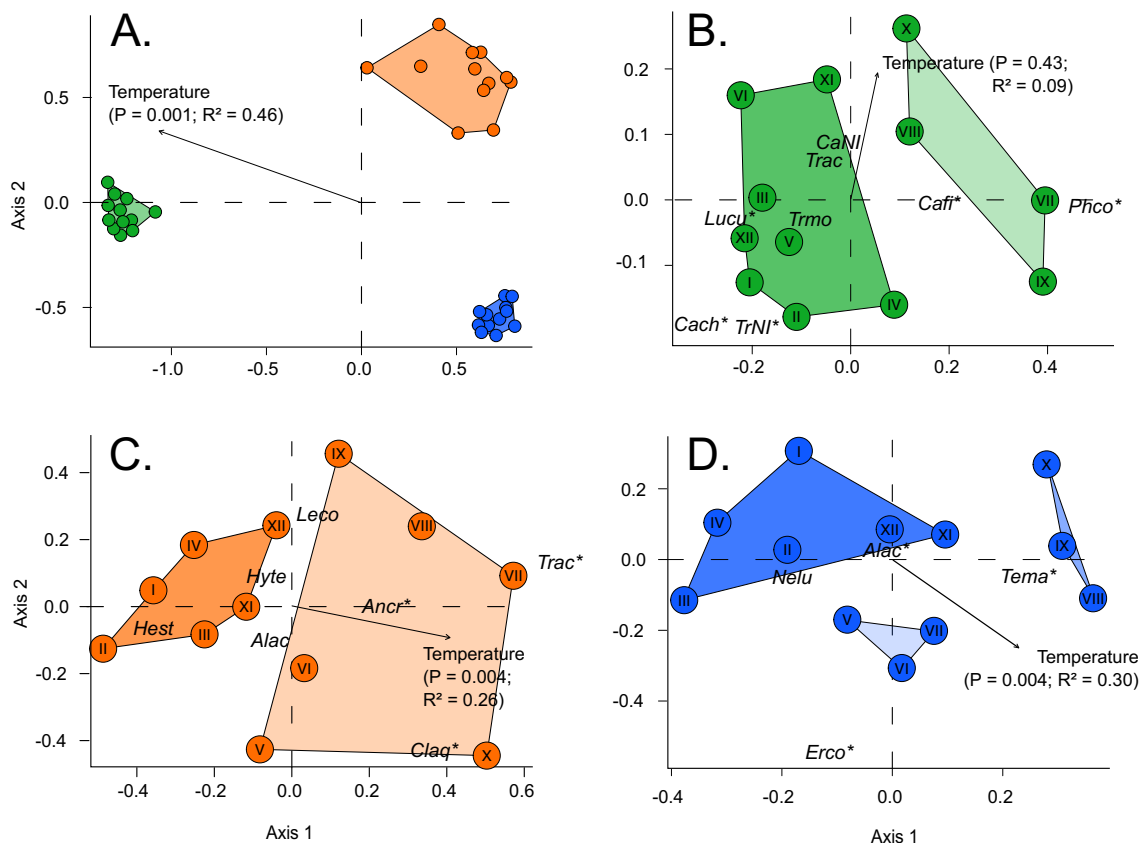 A.
Temperature
(P = 0.001; R² = 0.46)
0.5
0.0
-0.5
Axis 2
-1.0
-0.5
0.0
0.5
B.
X
Temperature (P = 0.43;
R² = 0.09)
0.2
VI
XI
0.1
VIII
CaNI
Trac
0.0
III
Cafi*
VII
Phco*
Lucu*
Trmo
XII
V
-0.1
I
IX
II
IV
Cach*
TrNI*
-0.2
0.0
0.2
0.4
C.
IX
0.4
Leco
XII
VIII
0.2
IV
Trac*
Hyte
VII
I
Axis 2
0.0
XI
Ancr*
Hest
III
Alac
II
Temperature
(P = 0.004;
R² = 0.26)
-0.2
VI
-0.4
V
Claq*
X
-0.4
-0.2
0.0
0.2
0.4
0.6
Axis 1
D.
I
X
0.2
IV
XII
XI
II
Alac*
IX
0.0
Nelu
Tema*
III
VIII
V
VII
-0.2
VI
Temperature
(P = 0.004; R² = 0.30)
-0.4
Erco*
-0.4
-0.2
0.0
0.2
Axis 1